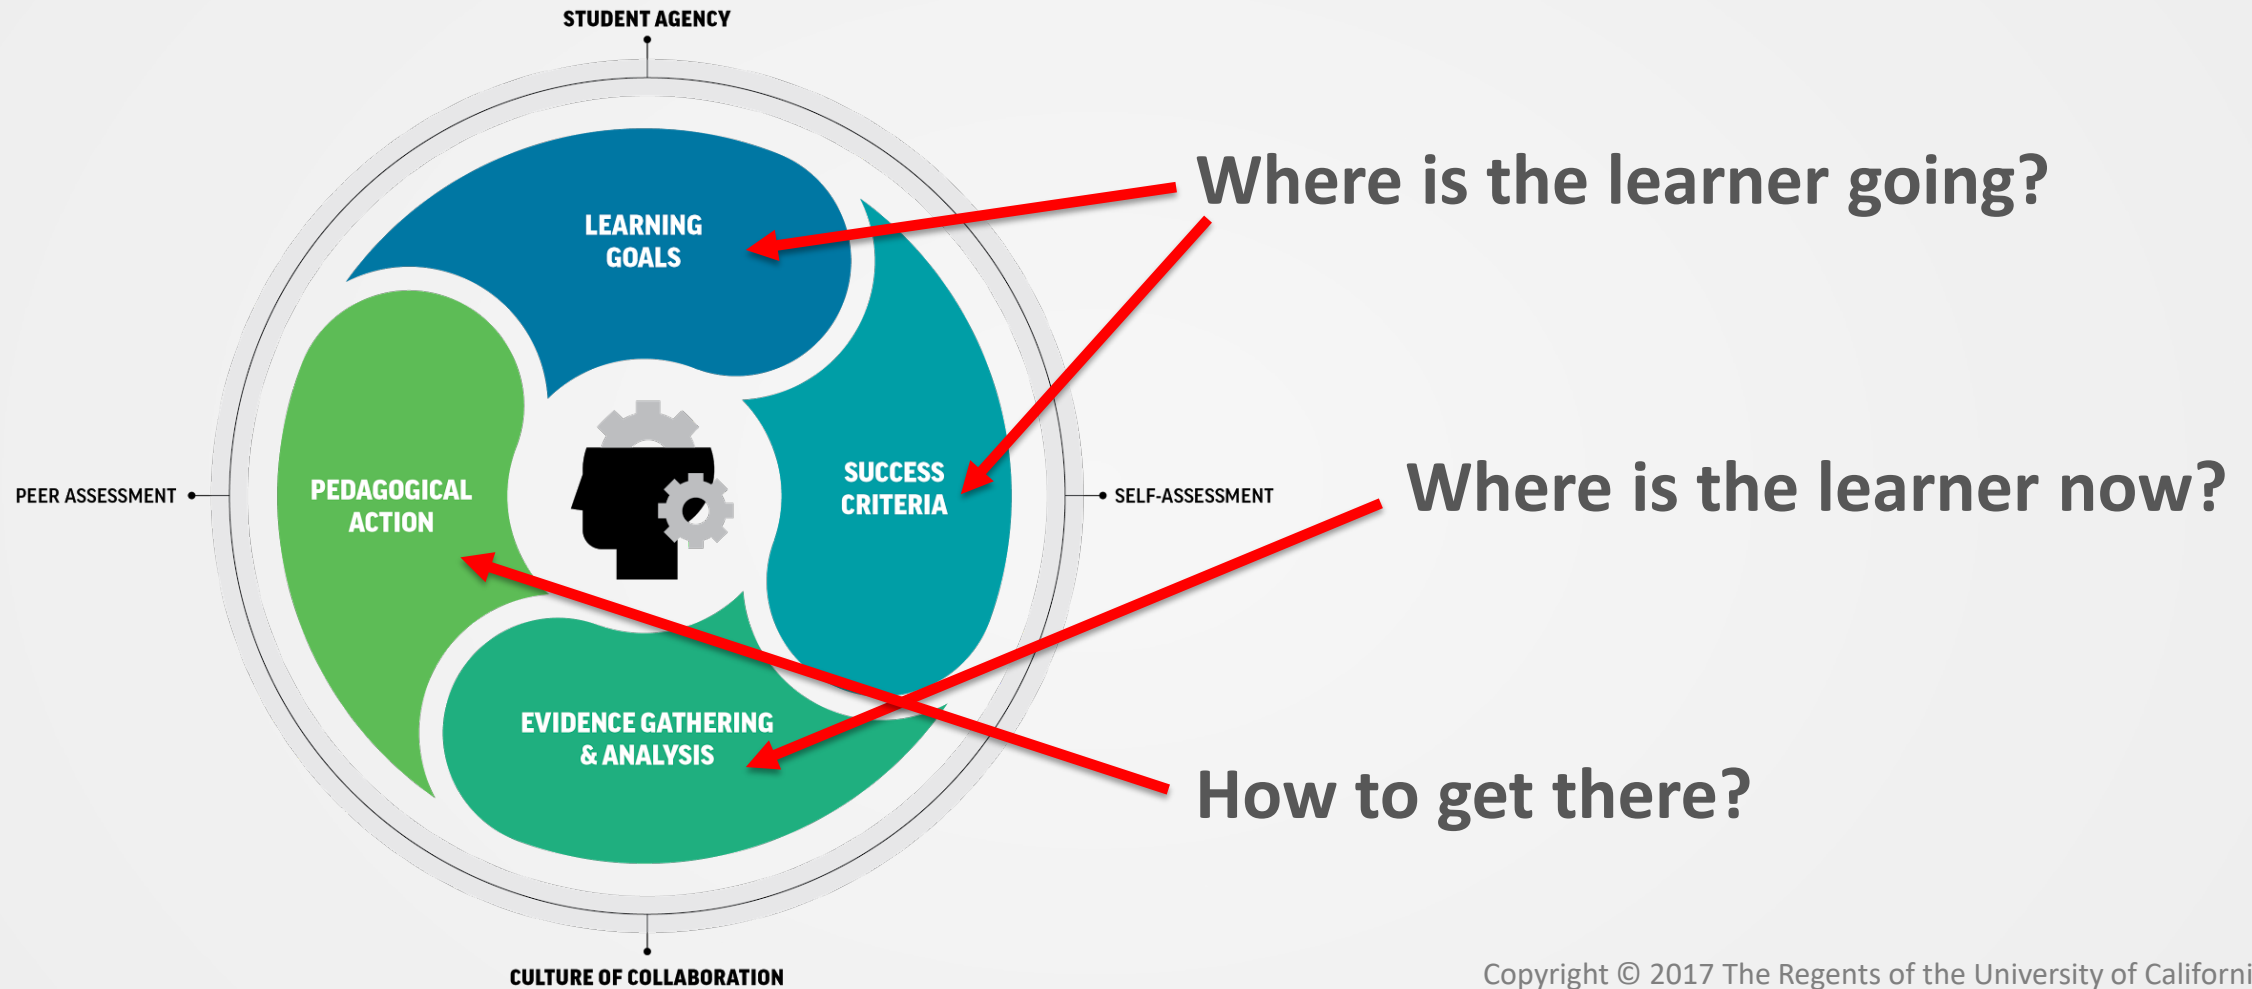 STUDENT AGENCY
LEARNING
GOALS
Where is the learner going?
PEDAGOGICAL
ACTION
SUCCESS
CRITERIA
PEER ASSESSMENT
SELF-ASSESSMENT
Where is the learner now?
EVIDENCE GATHERING
& ANALYSIS
How to get there?
CULTURE OF COLLABORATION
Copyright © 2017 The Regents of the University of Californi